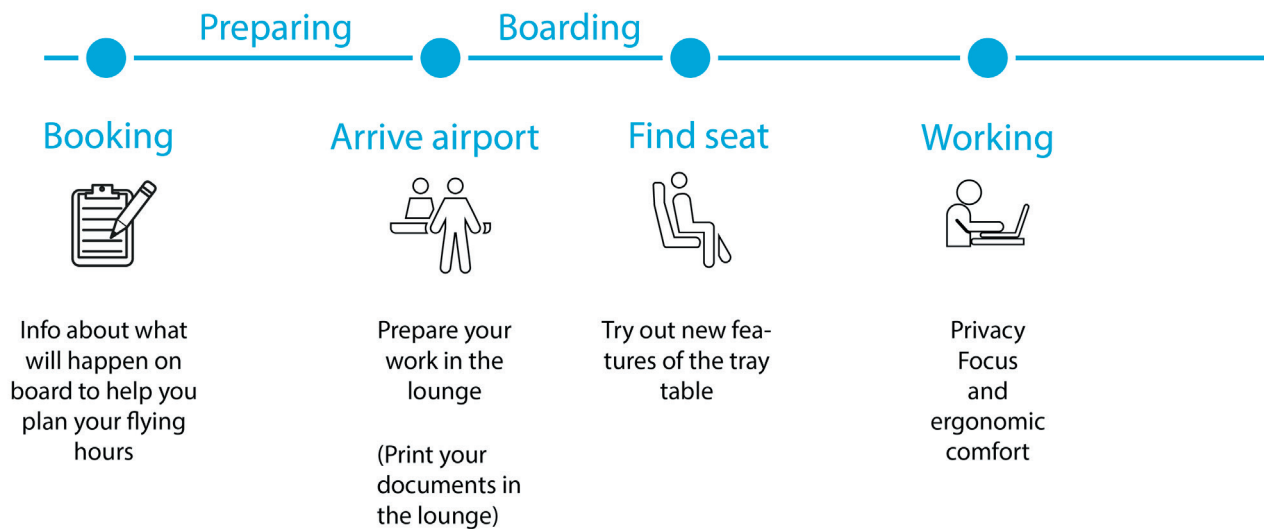 Preparing
Boarding
Booking
Arrive airport
Find seat
Working
Info about what
will happen on
board to help you
plan your flying
hours
Prepare your
work in the
lounge
(Print your
documents in
the lounge)
Try out new fea-
tures of the tray
table
Privacy
Focus
and
ergonomic
comfort